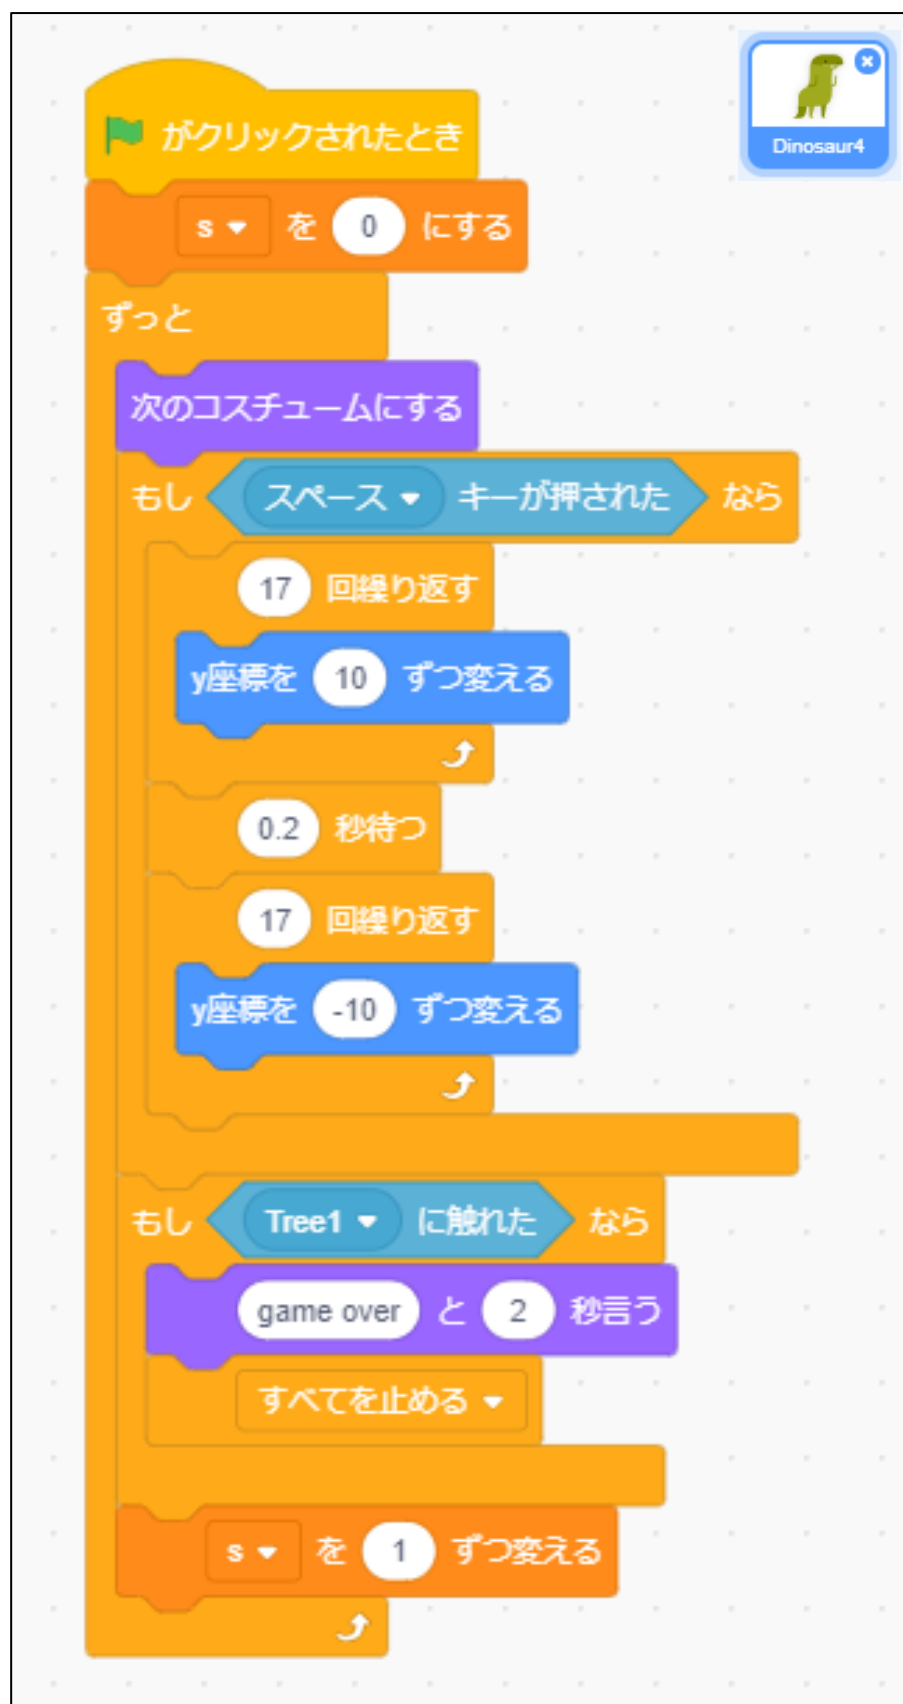 Dinosaur4
がクリックされたとき
s を 0 にする
ずっと
次のコスチュームにする
もし スペース キーが押された なら
17 回繰り返す
y座標を 10 ずつ変える
0.2 秒待つ
17 回繰り返す
y座標を -10 ずつ変える
もし Tree1 に触れた なら
game over と 2 秒言う
すべてを止める
s を 1 ずつ変える